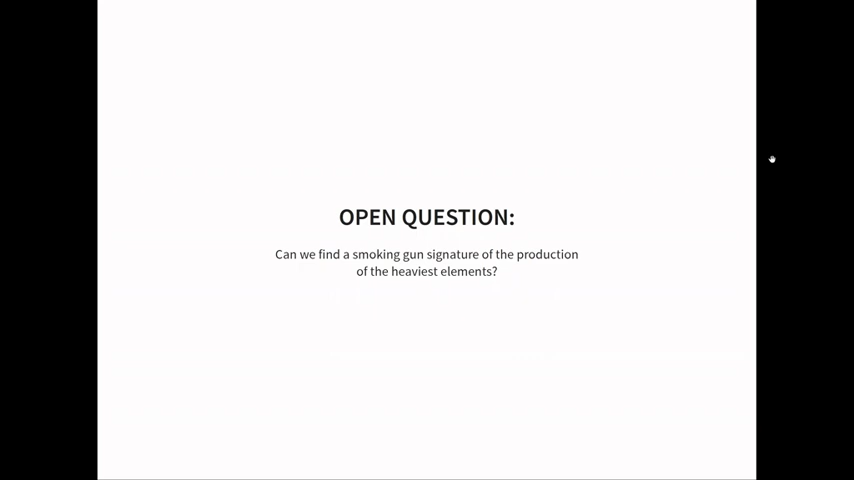 OPEN QUESTION:
Can we find a smoking gun signature of the production
of the heaviest elements?